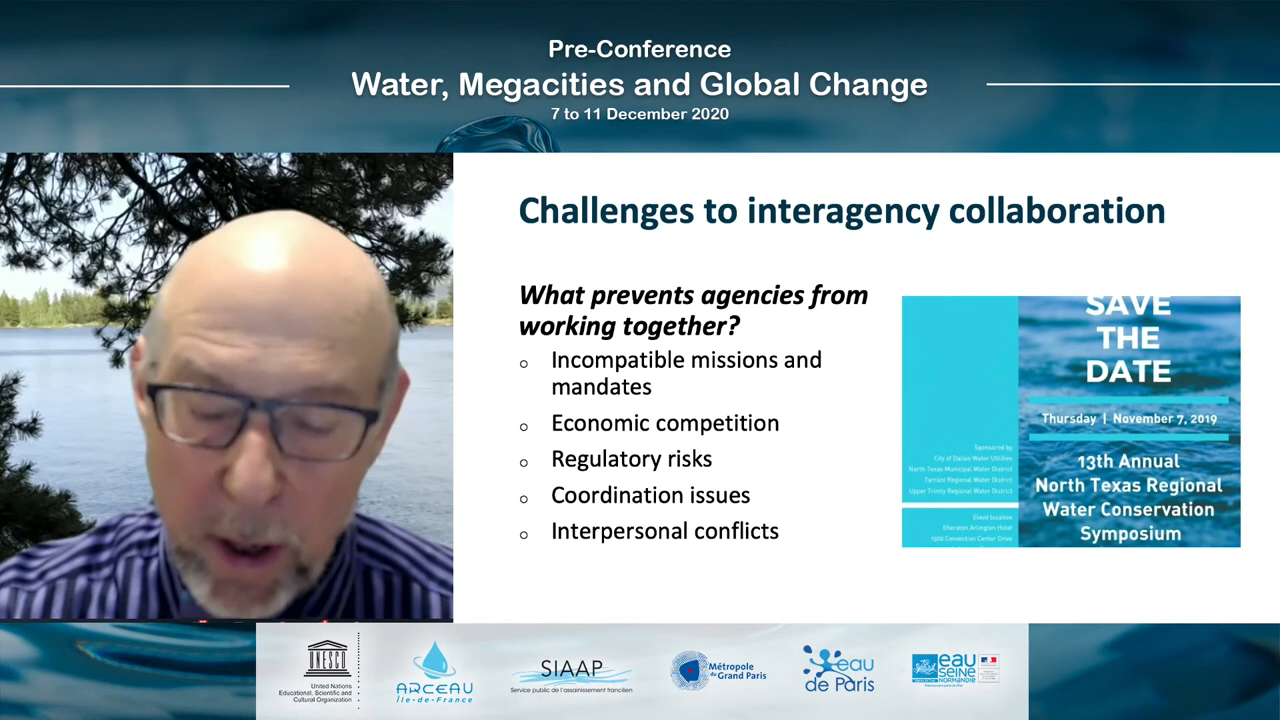 Pre-Conference
Water, Megacities and Global Change
7 to 11 December 2020
Challenges to interagency collaboration
What prevents agencies from
working together?
o Incompatible missions and
mandates
o Economic competition
o Regulatory risks
o Coordination issues
o Interpersonal conflicts
SAVE
THE
DATE
Thursday | November 7, 2019
13th Annual
North Texas Regional
Water Conservation
Symposium
Sponsored by
City of Dallas Water Utilities
North Texas Municipal Water District
Tarrant Regional Water District
Upper Trinity Regional Water District
Event location
Sheraton Arlington Hotel
1500 Convention Center Drive
UNESCO
United Nations
Educational, Scientific and
Cultural Organization
ARCEAU
Île-de-France
SIAAP
Service public de l'assainissement francilien
Métropole
du Grand Paris
eau
de Paris
eau
SEINE
NORMANDIE